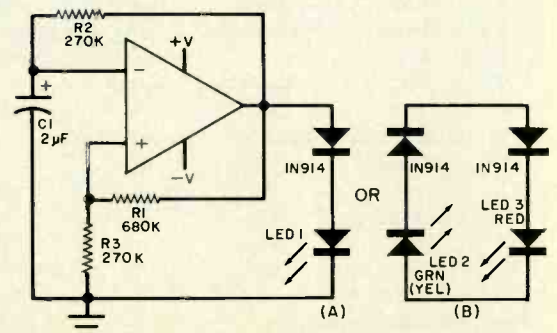 R2
270K
+V
+
−
C1
2µF
+
−V
R1
680K
R3
270K
IN914
LED 1
(A)
OR
IN914
IN914
LED 3
RED
LED 2
GRN
(YEL)
(B)